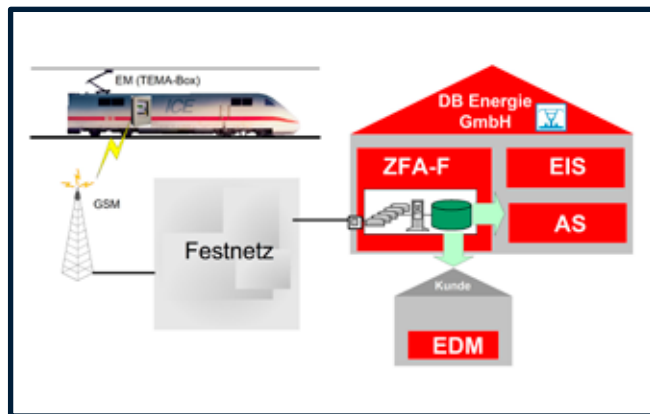 EM (TEMA-Box)
ICE
GSM
Festnetz
DB Energie
GmbH
ZFA-F
EIS
AS
Kunde
EDM